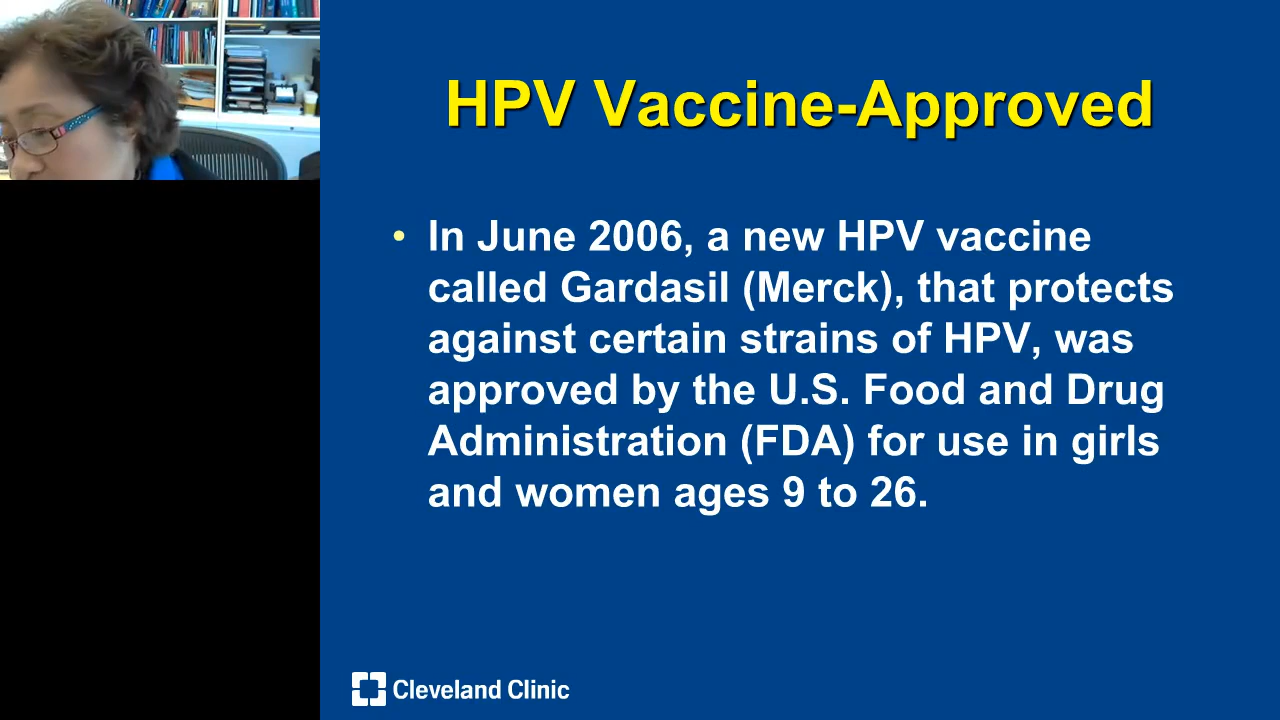 HPV Vaccine-Approved
• In June 2006, a new HPV vaccine
called Gardasil (Merck), that protects
against certain strains of HPV, was
approved by the U.S. Food and Drug
Administration (FDA) for use in girls
and women ages 9 to 26.
Cleveland Clinic